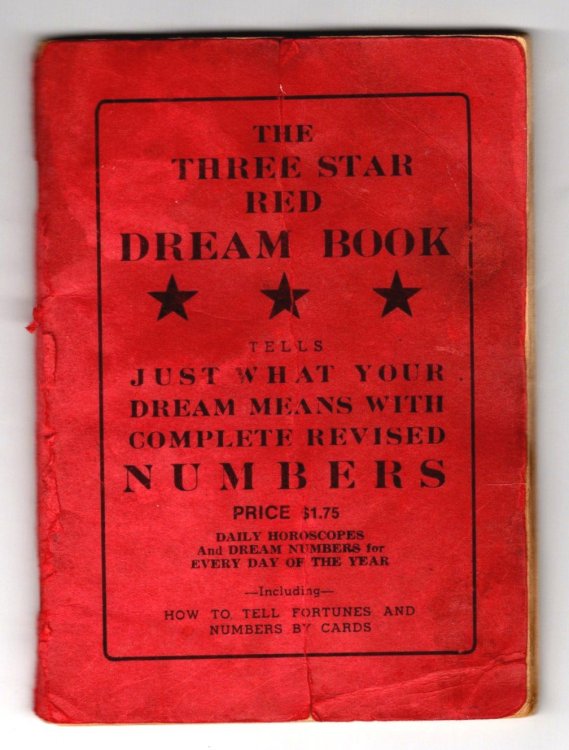 THE
THREE STAR
RED
DREAM BOOK
TELLS
JUST WHAT YOUR
DREAM MEANS WITH
COMPLETE REVISED
NUMBERS
PRICE $1.75
DAILY HOROSCOPES
And DREAM NUMBERS for
EVERY DAY OF THE YEAR
—Including—
HOW TO TELL FORTUNES AND
NUMBERS BY CARDS